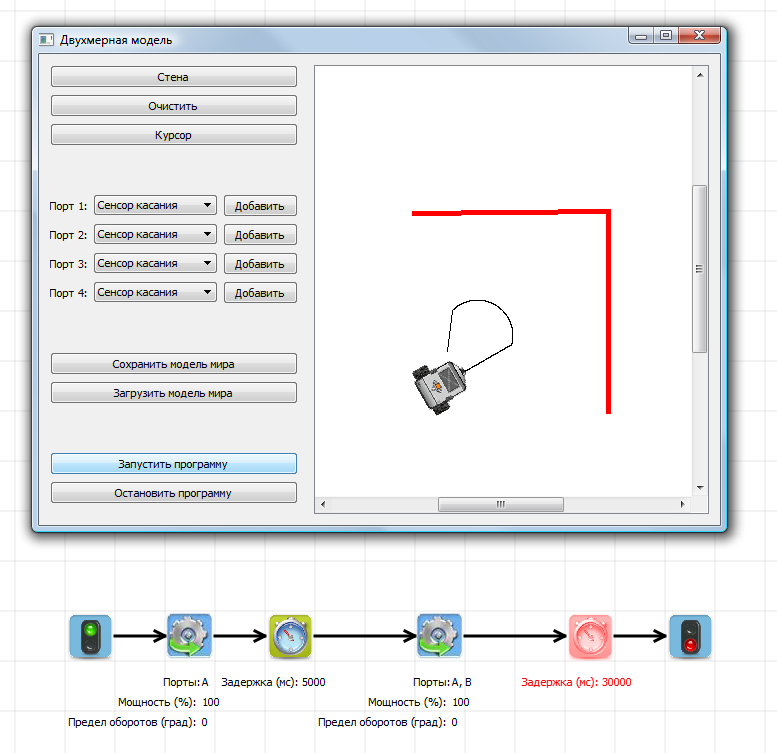 Двухмерная модель
Стена
Очистить
Курсор
Порт 1: Сенсор касания Добавить
Порт 2: Сенсор касания Добавить
Порт 3: Сенсор касания Добавить
Порт 4: Сенсор касания Добавить
Сохранить модель мира
Загрузить модель мира
Запустить программу
Остановить программу
Порты:A Задержка (мс): 5000 Порты:A, B Задержка (мс): 30000
Мощность (%): 100 Мощность (%): 100
Предел оборотов (град): 0 Предел оборотов (град): 0